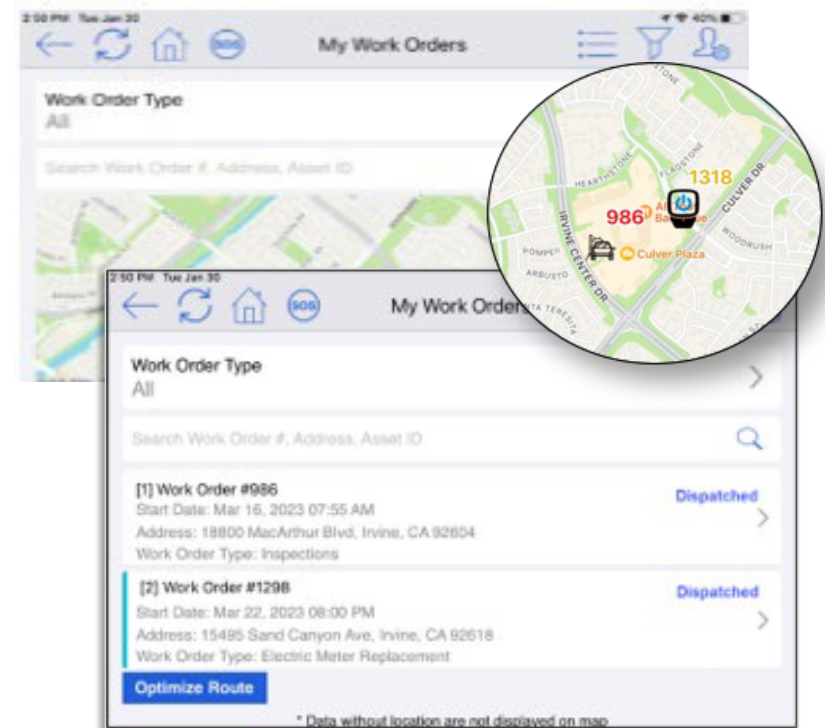 2:50 PM Tue Jan 30
40%
SOS
My Work Orders
Work Order Type
All
Search Work Order #, Address, Asset ID
HEARTHSTONE
FLAGSTONE
1318
CULVER DR
986
WOODRUSH
POMPEII
Culver Plaza
ARBUSTO
IRVINE CENTER DR
2:50 PM Tue Jan 30
SOS
My Work Orders
Work Order Type
All
Search Work Order #, Address, Asset ID
[1] Work Order #986
Dispatched
Start Date: Mar 16, 2023 07:55 AM
Address: 18800 MacArthur Blvd, Irvine, CA 92604
Work Order Type: Inspections
[2] Work Order #1298
Dispatched
Start Date: Mar 22, 2023 08:00 PM
Address: 15495 Sand Canyon Ave, Irvine, CA 92618
Work Order Type: Electric Meter Replacement
Optimize Route
* Data without location are not displayed on map